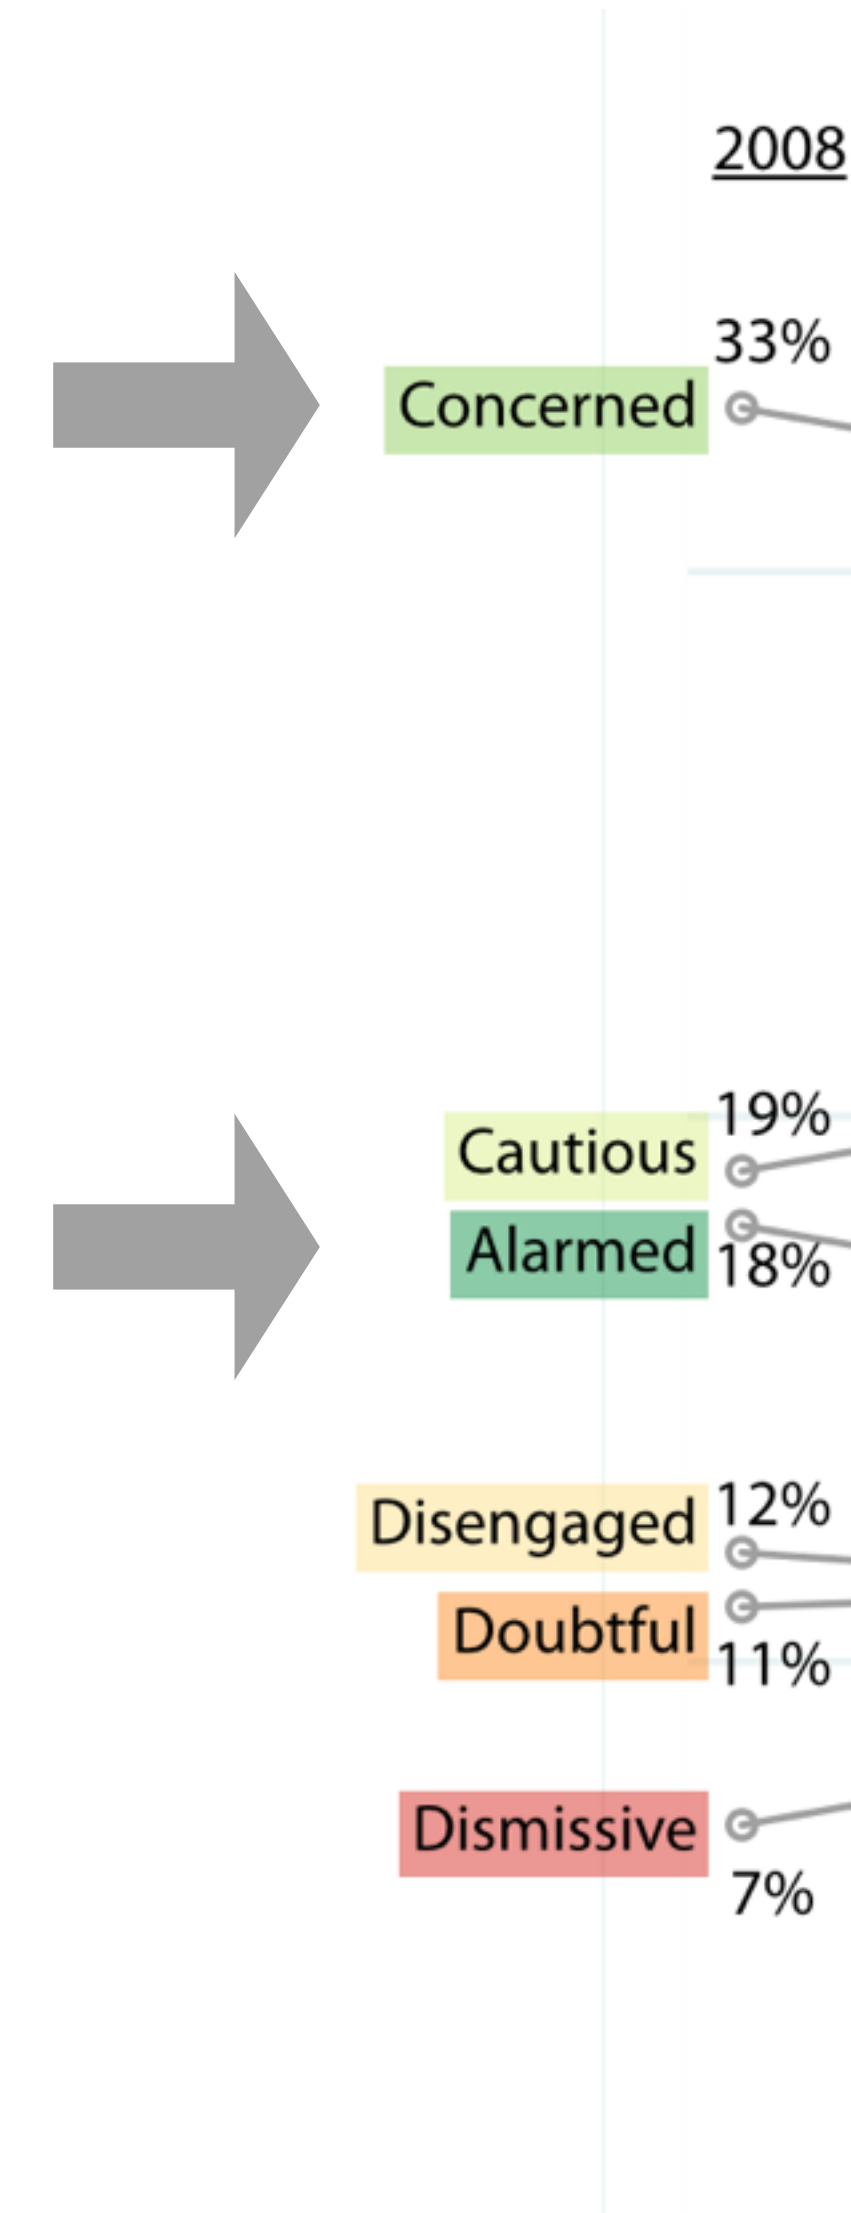 2008
33%
Concerned
19%
Cautious
Alarmed
18%
12%
Disengaged
Doubtful
11%
Dismissive
7%